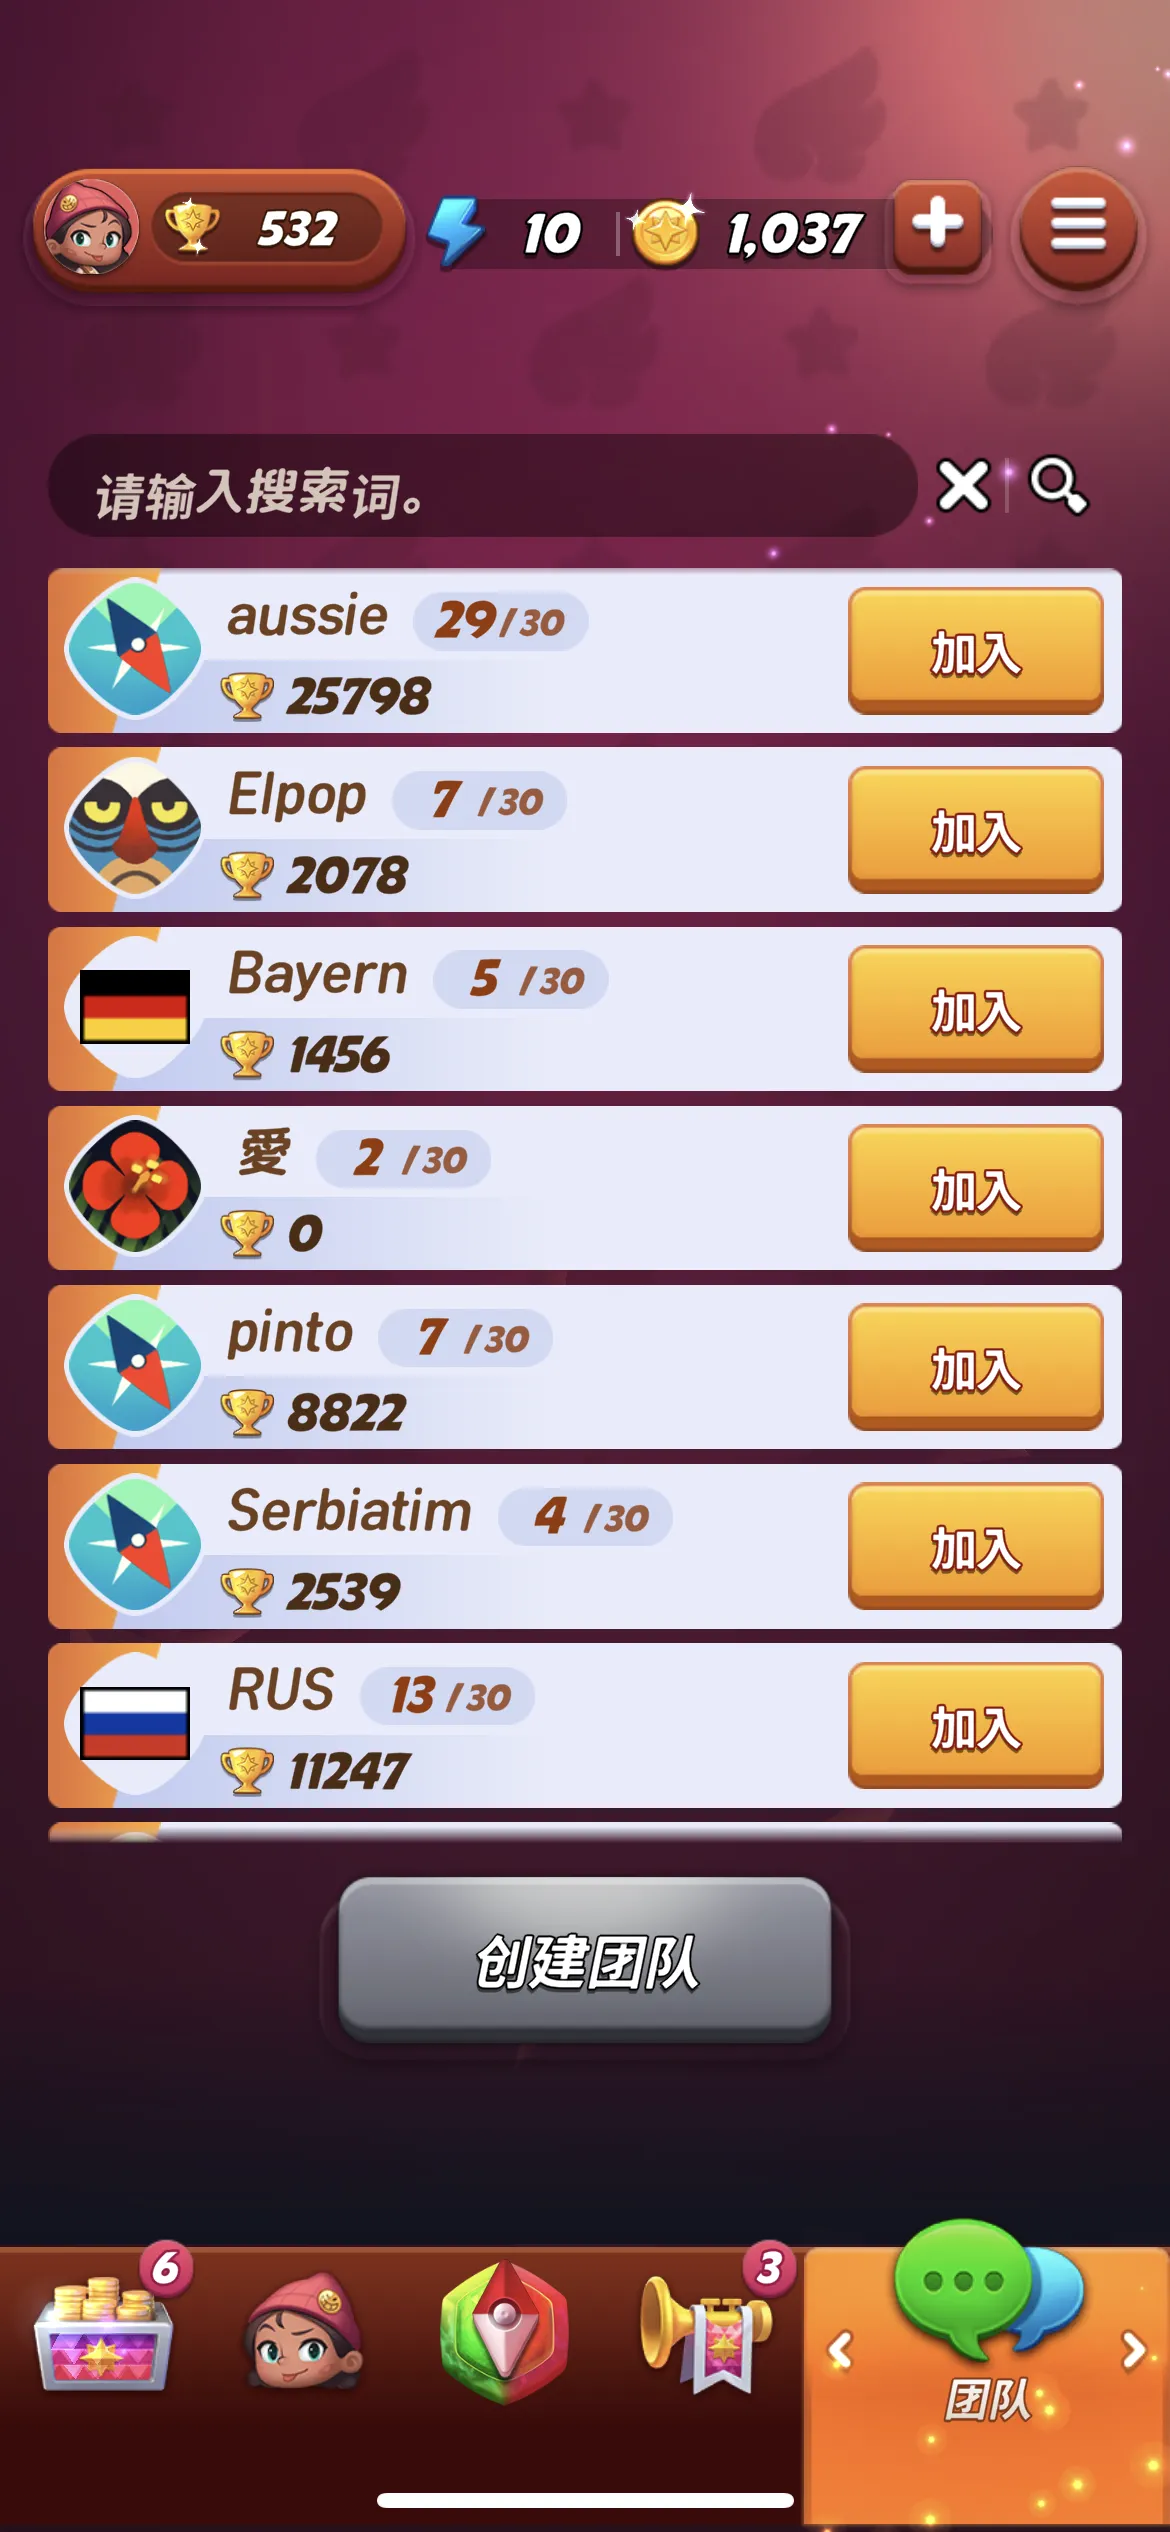 532 10 1,037
请输入搜索词。
aussie 29/30
25798
加入
Elpop 7/30
2078
加入
Bayern 5/30
1456
加入
愛 2/30
0
加入
pinto 7/30
8822
加入
Serbiatim 4/30
2539
加入
RUS 13/30
11247
加入
创建团队
6 3
团队